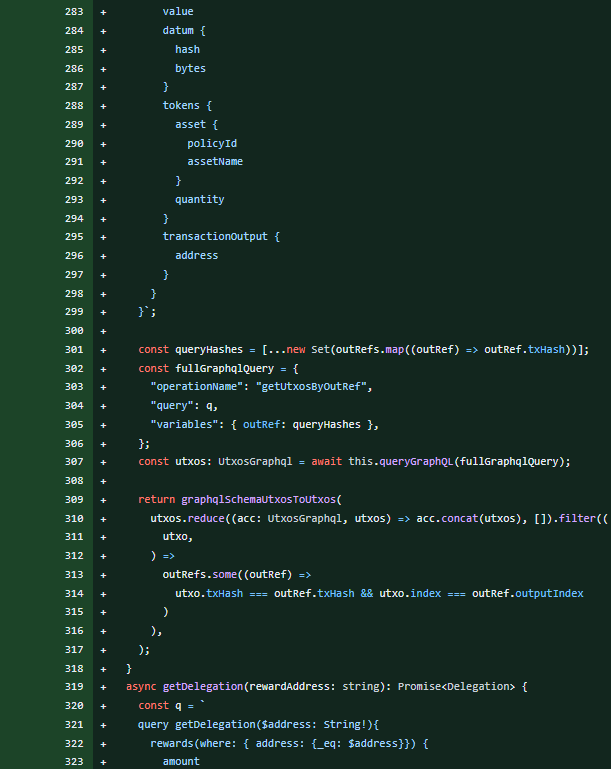 283 +         value
284 +         datum {
285 +           hash
286 +           bytes
287 +         }
288 +         tokens {
289 +           asset {
290 +             policyId
291 +             assetName
292 +           }
293 +           quantity
294 +         }
295 +         transactionOutput {
296 +           address
297 +         }
298 +       }
299 +     }`;
300 +
301 +     const queryHashes = [...new Set(outRefs.map((outRef) => outRef.txHash))];
302 +     const fullGraphqlQuery = {
303 +       "operationName": "getUtxosByOutRef",
304 +       "query": q,
305 +       "variables": { outRef: queryHashes },
306 +     };
307 +     const utxos: UtxosGraphql = await this.queryGraphQL(fullGraphqlQuery);
308 +
309 +     return graphqlSchemaUtxosToUtxos(
310 +       utxos.reduce((acc: UtxosGraphql, utxos) => acc.concat(utxos), []).filter((
311 +         utxo,
312 +       ) =>
313 +         outRefs.some((outRef) =>
314 +           utxo.txHash === outRef.txHash && utxo.index === outRef.outputIndex
315 +         )
316 +       ),
317 +     );
318 +   }
319 +   async getDelegation(rewardAddress: string): Promise<Delegation> {
320 +     const q = `
321 +     query getDelegation($address: String!){
322 +       rewards(where: { address: {_eq: $address}}) {
323 +         amount